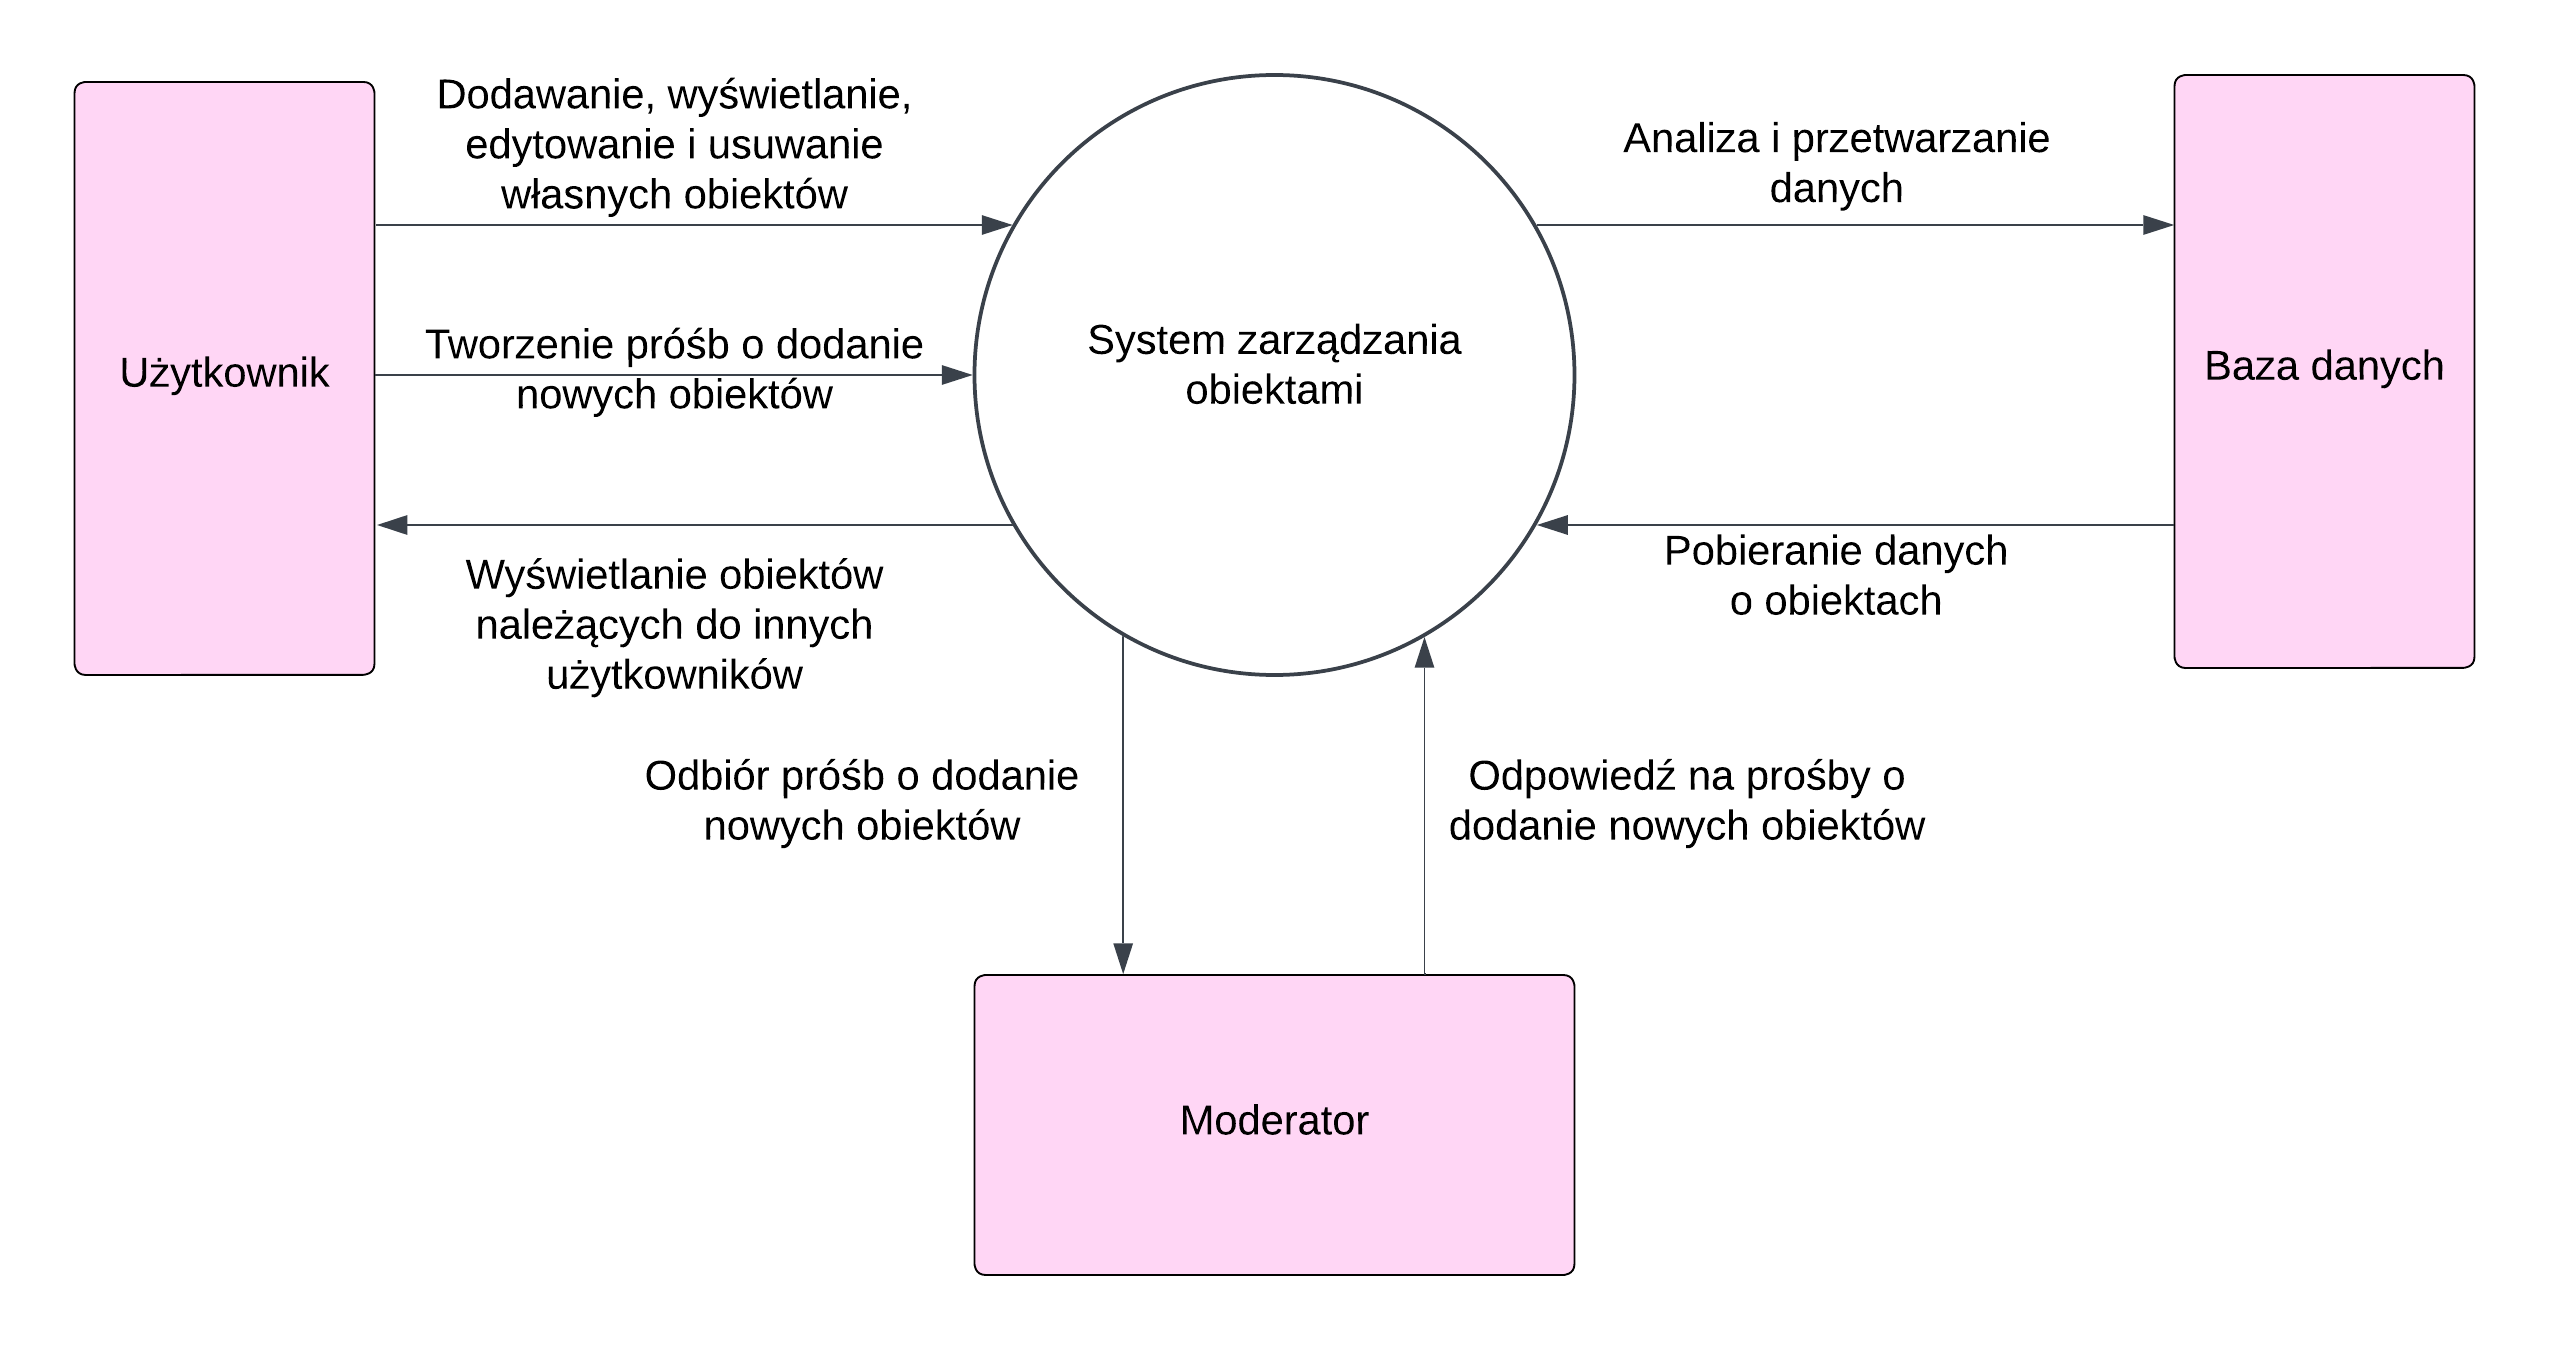 Dodawanie, wyświetlanie,
edytowanie i usuwanie
własnych obiektów
Analiza i przetwarzanie
danych
Użytkownik
Tworzenie próśb o dodanie
nowych obiektów
System zarządzania
obiektami
Baza danych
Wyświetlanie obiektów
należących do innych
użytkowników
Pobieranie danych
o obiektach
Odbiór próśb o dodanie
nowych obiektów
Odpowiedź na prośby o
dodanie nowych obiektów
Moderator